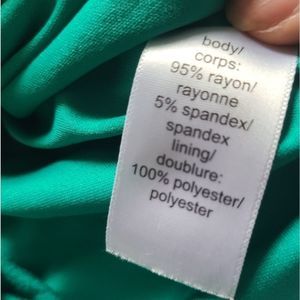 body/
corps:
95% rayon/
rayonne
5% spandex/
spandex
lining/
doublure:
100% polyester/
polyester